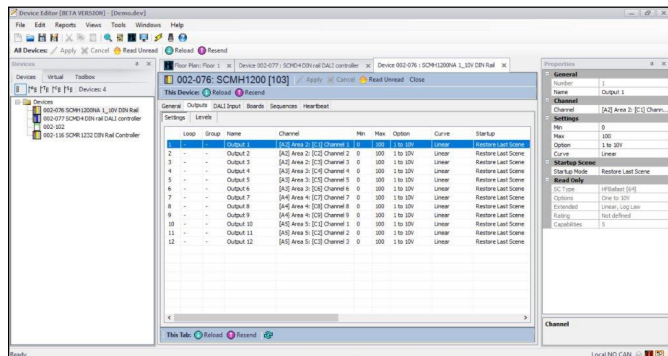 Device Editor [BETA VERSION] - [Demo.dev]
File Edit Reports Views Tools Windows Help
All Devices: Apply Cancel Read Unread Reload Resend
Devices
Devices Virtual Toolbox
Devices: 4
Devices
002-076 SCMH1200NA 1_10V DIN Rail
002-077 SCMD4 DIN rail DALI controller
002-102
002-116 SCMR 1232 DIN Rail Controller
Floor Plan: Floor 1 Device 002-077 : SCMD4 DIN rail DALI controller Device 002-076 : SCMH1200NA 1_10V DIN Rail
002-076: SCMH1200 [103] Apply Cancel Read Unread Close
This Device: Reload Resend
General Outputs DALI Input Boards Sequences Heartbeat
Settings Levels
Loop Group Name Channel Min Max Option Curve Startup
1 - - Output 1 [A2] Area 2: [C1] Channel 1 0 100 1 to 10V Linear Restore Last Scene
2 - - Output 2 [A2] Area 2: [C2] Channel 2 0 100 1 to 10V Linear Restore Last Scene
3 - - Output 3 [A2] Area 2: [C3] Channel 3 0 100 1 to 10V Linear Restore Last Scene
4 - - Output 4 [A3] Area 3: [C4] Channel 4 0 100 1 to 10V Linear Restore Last Scene
5 - - Output 5 [A3] Area 3: [C5] Channel 5 0 100 1 to 10V Linear Restore Last Scene
6 - - Output 6 [A3] Area 3: [C6] Channel 6 0 100 1 to 10V Linear Restore Last Scene
7 - - Output 7 [A4] Area 4: [C7] Channel 7 0 100 1 to 10V Linear Restore Last Scene
8 - - Output 8 [A4] Area 4: [C8] Channel 8 0 100 1 to 10V Linear Restore Last Scene
9 - - Output 9 [A4] Area 4: [C9] Channel 9 0 100 1 to 10V Linear Restore Last Scene
10 - - Output 10 [A5] Area 5: [C1] Channel 1 0 100 1 to 10V Linear Restore Last Scene
11 - - Output 11 [A5] Area 5: [C2] Channel 2 0 100 1 to 10V Linear Restore Last Scene
12 - - Output 12 [A5] Area 5: [C3] Channel 3 0 100 1 to 10V Linear Restore Last Scene
This Tab: Reload Resend
Properties
General
Number 1
Name Output 1
Channel
Channel [A2] Area 2: [C1] Chann...
Settings
Min 0
Max 100
Option 1 to 10V
Curve Linear
Startup Scene
Startup Mode Restore Last Scene
Read Only
SC Type HFBallast [64]
Options One to 10V
Extended Linear, Log Law
Rating Not defined
Capabilities 5
Channel
Ready
Local NO CAN